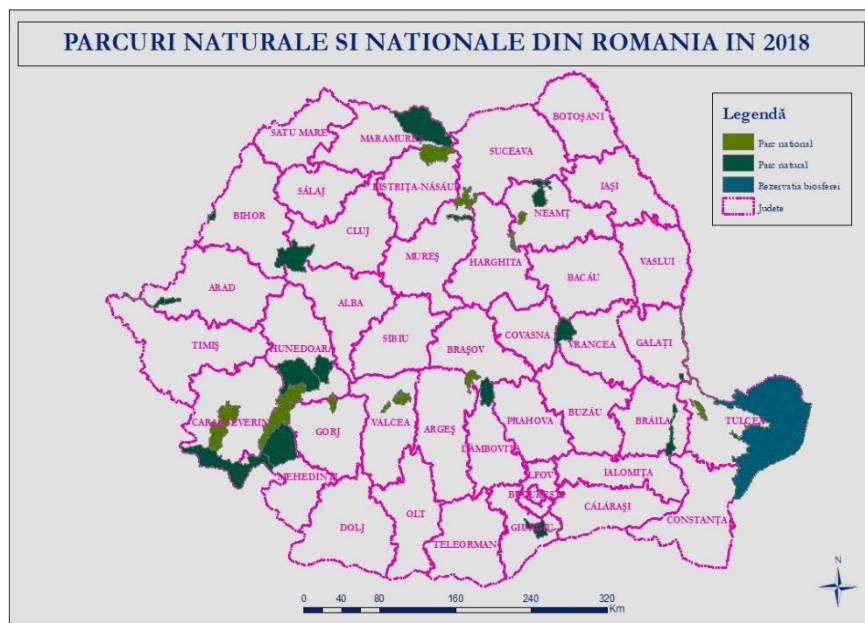 PARCURI NATURALE SI NATIONALE DIN ROMANIA IN 2018
BOTOȘANI
Legendă
Parc national
Parc natural
Rezervatia biosferei
Judete
SATU MARE
MARAMUREȘ
SUCEAVA
SĂLAJ
BISTRIȚA-NĂSĂUD
IAȘI
BIHOR
CLUJ
NEAMȚ
MUREȘ
HARGHITA
VASLUI
BACĂU
ARAD
ALBA
TIMIȘ
HUNEDOARA
SIBIU
BRAȘOV
COVASNA
VRANCEA
GALAȚI
CARAȘ-SEVERIN
GORJ
VÂLCEA
ARGEȘ
PRAHOVA
BUZĂU
BRĂILA
TULCEA
DÂMBOVIȚA
MEHEDINȚI
ILFOV
IALOMIȚA
BUCUREȘTI
CĂLĂRAȘI
CONSTANȚA
DOLJ
OLT
GIURGIU
TELEORMAN
N
0 40 80 160 240 320
Km